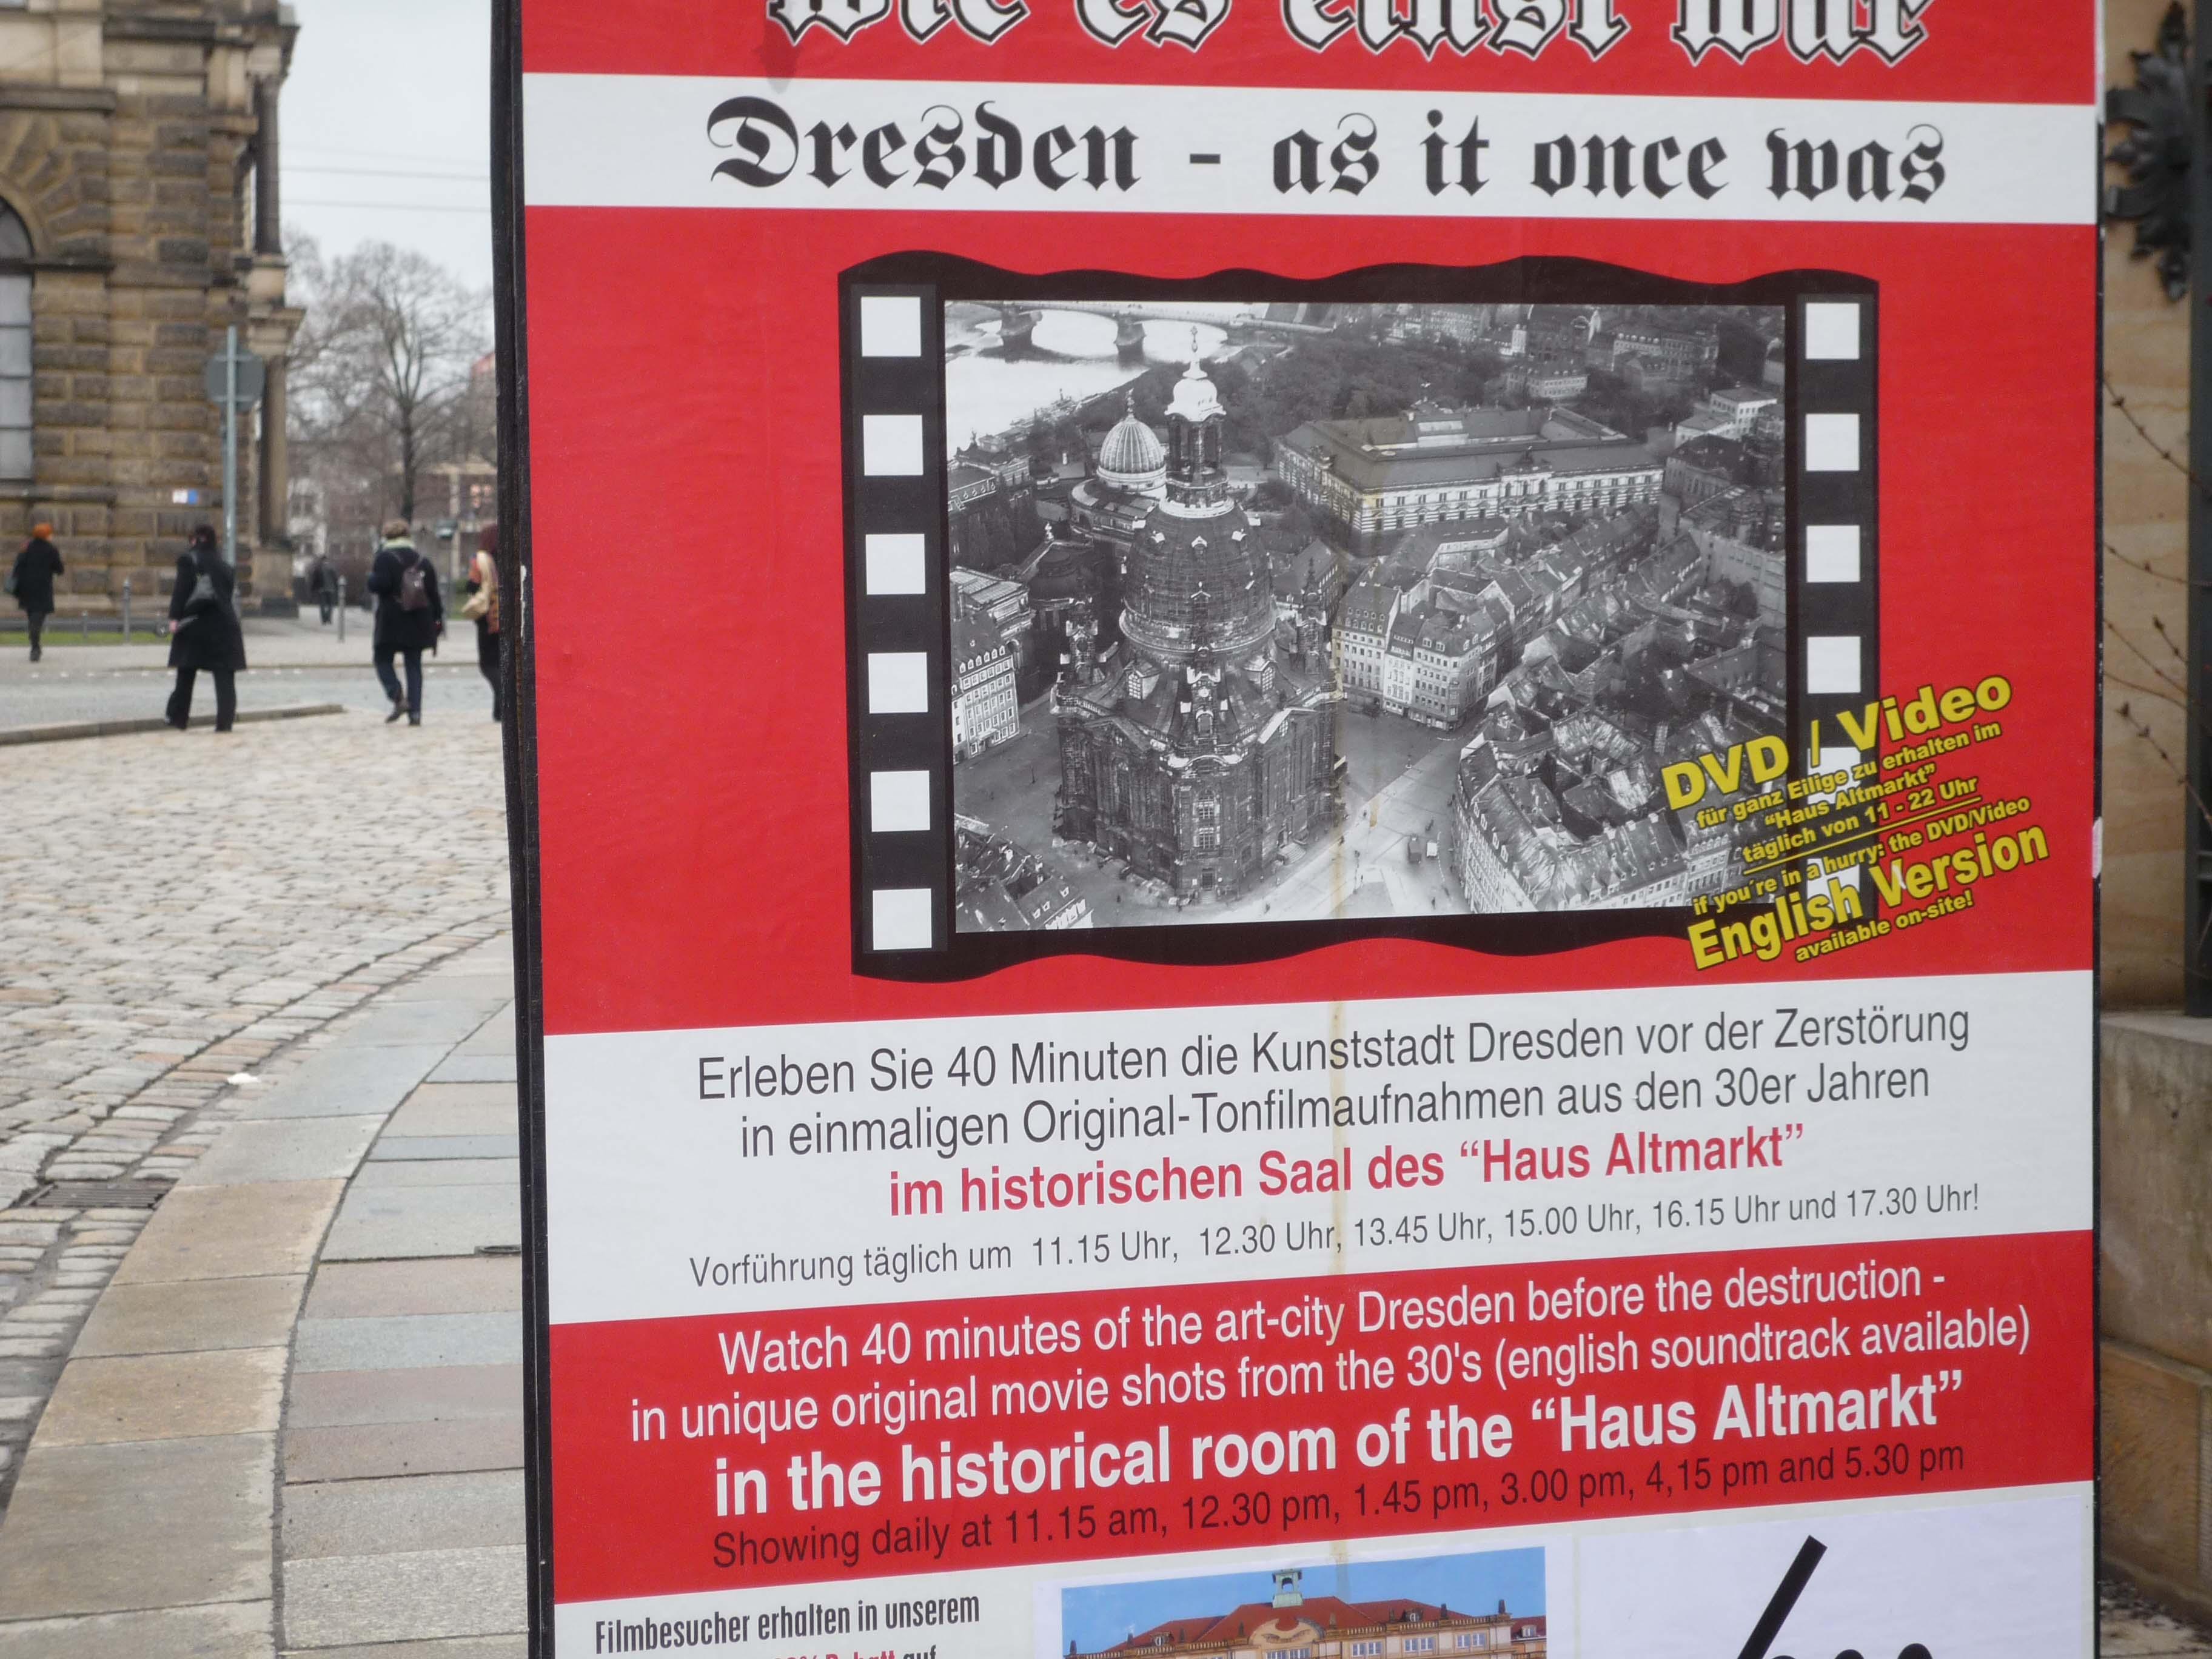 wie es einst war
Dresden - as it once was
DVD / Video
für ganz Eilige zu erhalten im
"Haus Altmarkt"
täglich von 11 - 22 Uhr
if you're in a hurry: the DVD/Video
English Version
available on-site!
Erleben Sie 40 Minuten die Kunststadt Dresden vor der Zerstörung
in einmaligen Original-Tonfilmaufnahmen aus den 30er Jahren
im historischen Saal des “Haus Altmarkt”
Vorführung täglich um 11.15 Uhr, 12.30 Uhr, 13.45 Uhr, 15.00 Uhr, 16.15 Uhr und 17.30 Uhr!
Watch 40 minutes of the art-city Dresden before the destruction -
in unique original movie shots from the 30's (english soundtrack available)
in the historical room of the “Haus Altmarkt”
Showing daily at 11.15 am, 12.30 pm, 1.45 pm, 3.00 pm, 4,15 pm and 5.30 pm
Filmbesucher erhalten in unserem
Rabatt auf